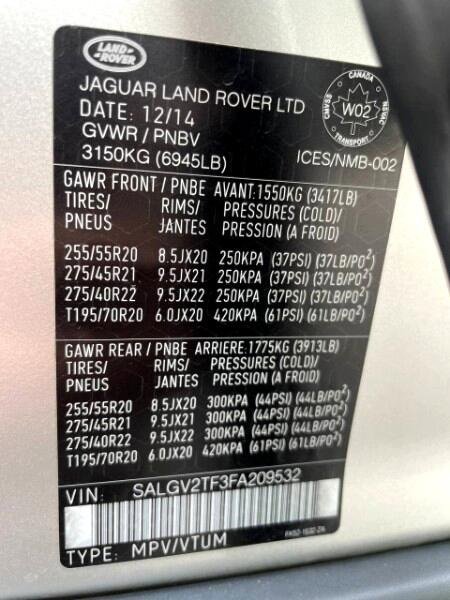 LAND
ROVER
JAGUAR LAND ROVER LTD
DATE: 12/14
GVWR / PNBV
3150KG (6945LB)
CANADA
CMVSS
W02
NSVAC
TRANSPORT
ICES/NMB-002
GAWR FRONT / PNBE AVANT:1550KG (3417LB)
TIRES/ RIMS/ PRESSURES (COLD)/
PNEUS JANTES PRESSION (A FROID)
255/55R20 8.5JX20 250KPA (37PSI) (37LB/PO²)
275/45R21 9.5JX21 250KPA (37PSI) (37LB/PO²)
275/40R22 9.5JX22 250KPA (37PSI) (37LB/PO²)
T195/70R20 6.0JX20 420KPA (61PSI) (61LB/PO²)
GAWR REAR / PNBE ARRIERE:1775KG (3913LB)
TIRES/ RIMS/ PRESSURES (COLD)/
PNEUS JANTES PRESSION (A FROID)
255/55R20 8.5JX20 300KPA (44PSI) (44LB/PO²)
275/45R21 9.5JX21 300KPA (44PSI) (44LB/PO²)
275/40R22 9.5JX22 300KPA (44PSI) (44LB/PO²)
T195/70R20 6.0JX20 420KPA (61PSI) (61LB/PO²)
VIN: SALGV2TF3FA209532
TYPE: MPV/VTUM